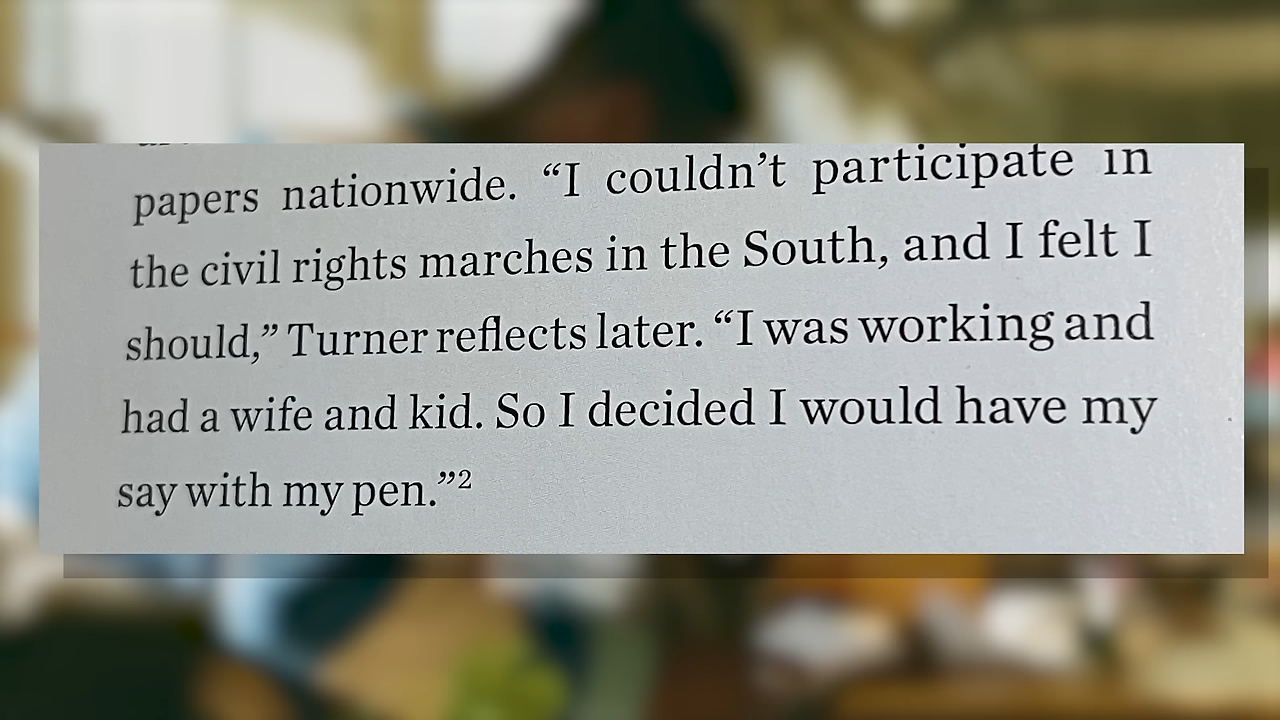 papers nationwide. “I couldn’t participate in
the civil rights marches in the South, and I felt I
should,” Turner reflects later. “I was working and
had a wife and kid. So I decided I would have my
say with my pen.”²